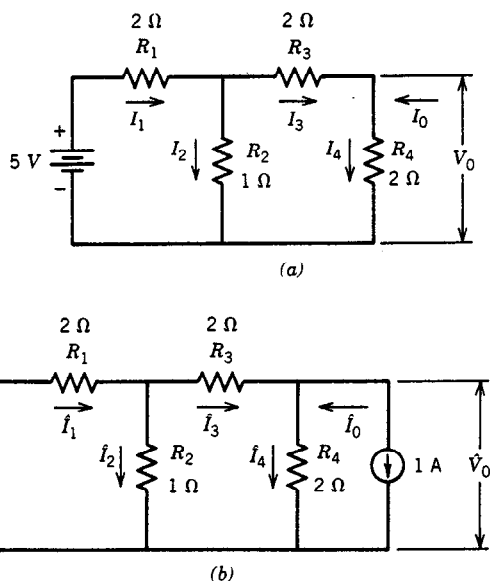 2 Ω 2 Ω
R₁ R₃
I₁ I₃ I₀
+
5 V
−
I₂ R₂ I₄ R₄ V₀
1 Ω 2 Ω
(a)
2 Ω 2 Ω
R₁ R₃
Î₁ Î₃ Î₀
Î₂ R₂ Î₄ R₄ 1 A V̂₀
1 Ω 2 Ω
(b)